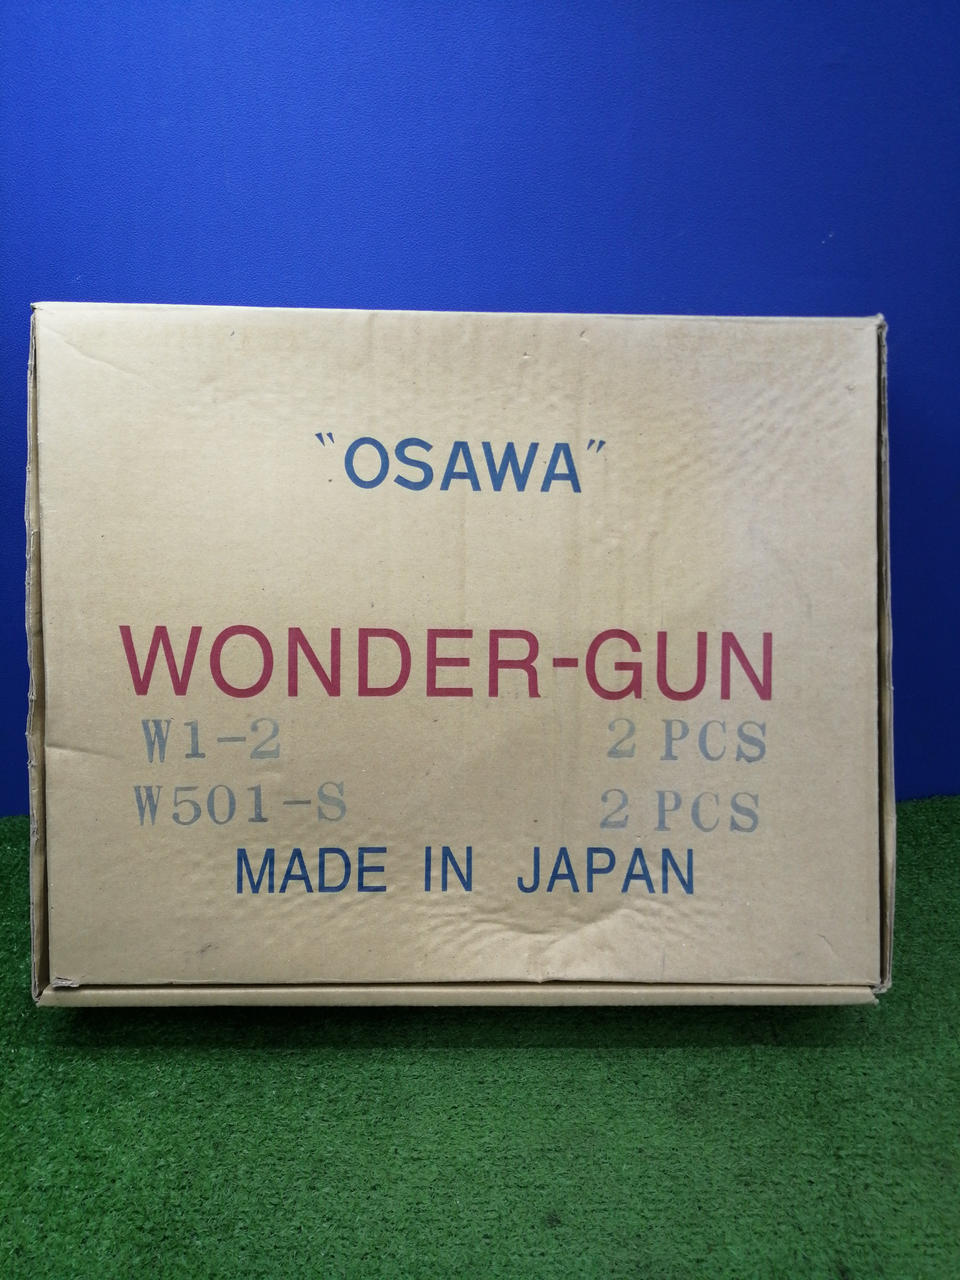 "OSAWA"
WONDER-GUN
W1-2 2 PCS
W501-S 2 PCS
MADE IN JAPAN